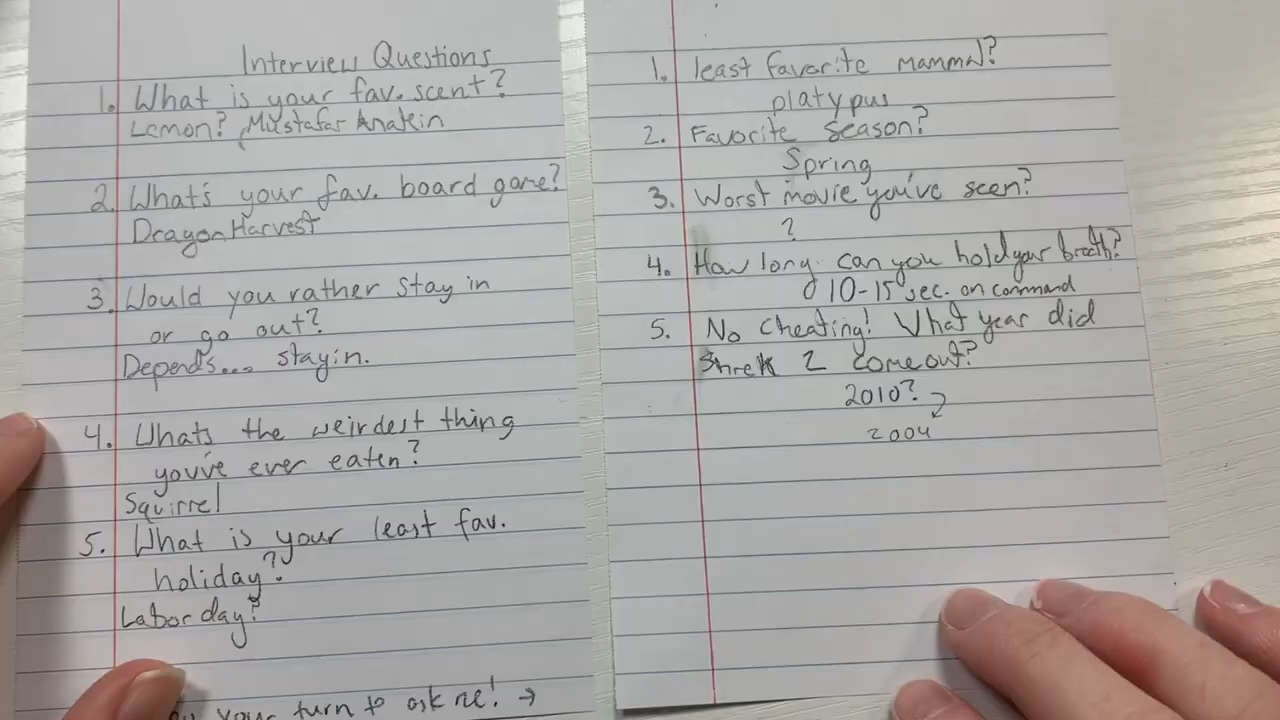 Interview Questions
1. What is your fav. scent?
Lemon? , Mustafar Anakin
2. What's your fav. board game?
Dragon Harvest
3. Would you rather stay in
or go out?
Depends... stay in.
4. Whats the weirdest thing
you've ever eaten?
Squirrel
5. What is your least fav.
holiday?
Labor day?
your turn to ask me! →
1. least favorite mammal?
platypus
2. Favorite season?
Spring
3. Worst movie you've seen?
?
4. How long can you hold your breath?
10-15 sec. on command
5. No cheating! What year did
Shrek 2 come out?
2010?
2004